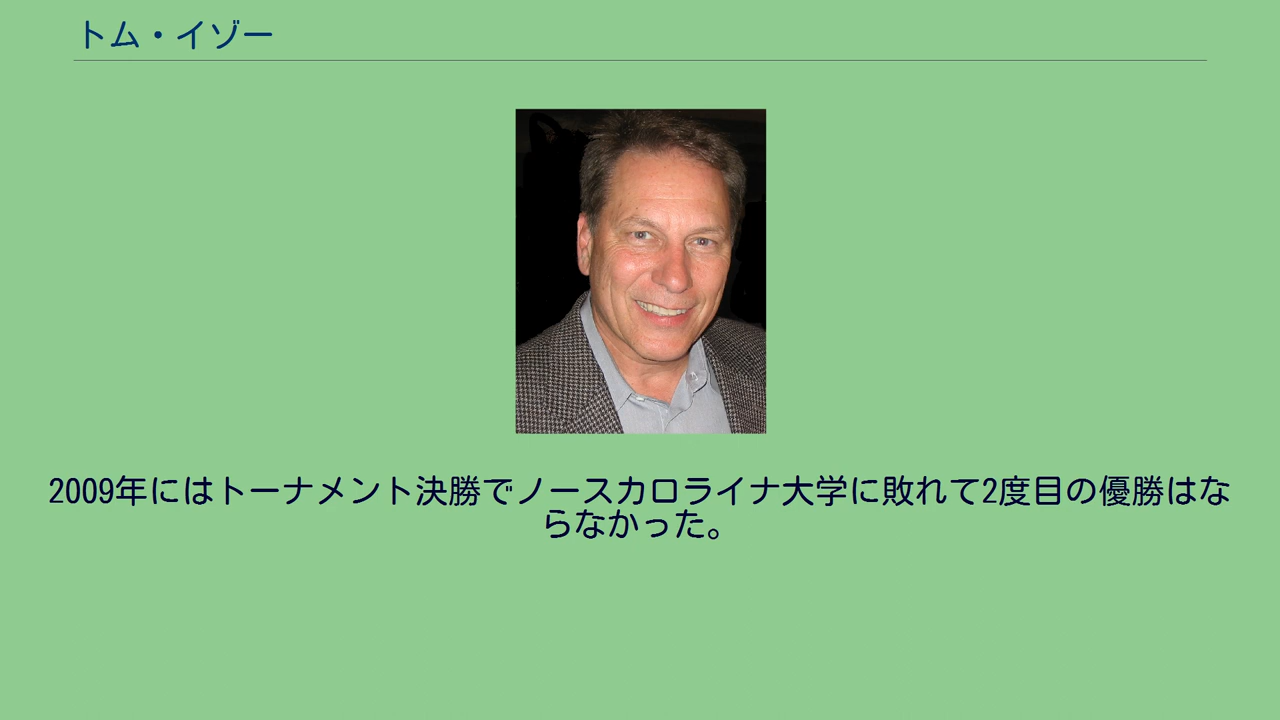 トム・イゾー
2009年にはトーナメント決勝でノースカロライナ大学に敗れて2度目の優勝はな
らなかった。